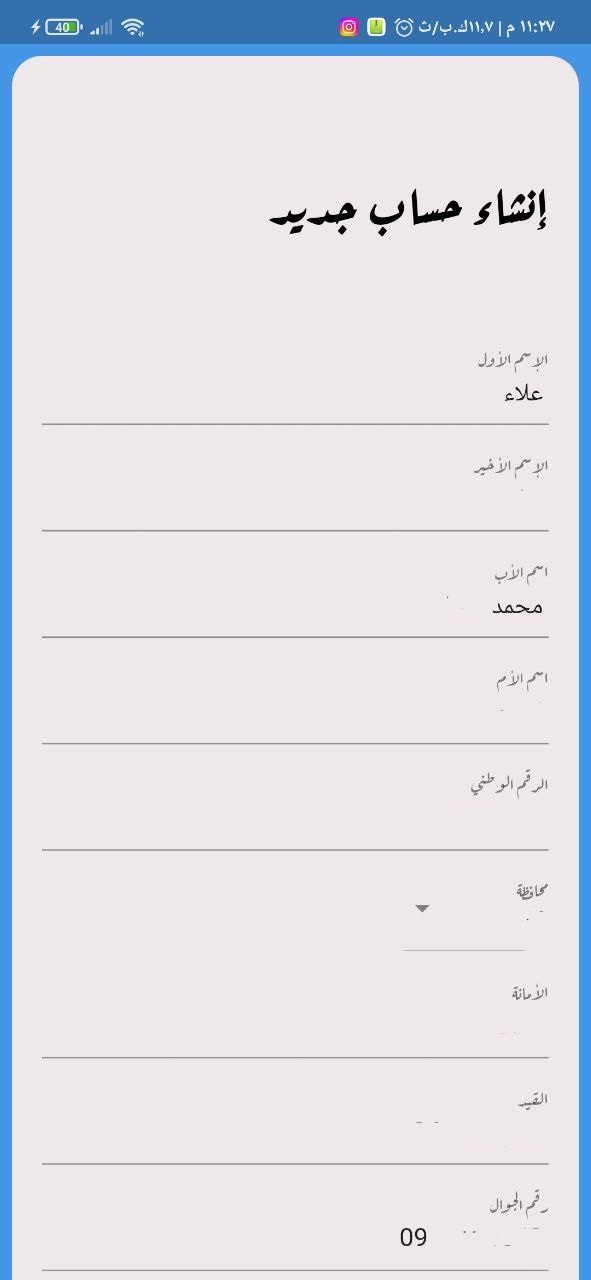 ١١:٢٧ م | ١١,٧ك.ب/ث
40
إنشاء حساب جديد
الإسم الأول
علاء
الإسم الأخير
اسم الأب
محمد
اسم الأم
الرقم الوطني
محافظة
الأمانة
القيد
رقم الجوال
09